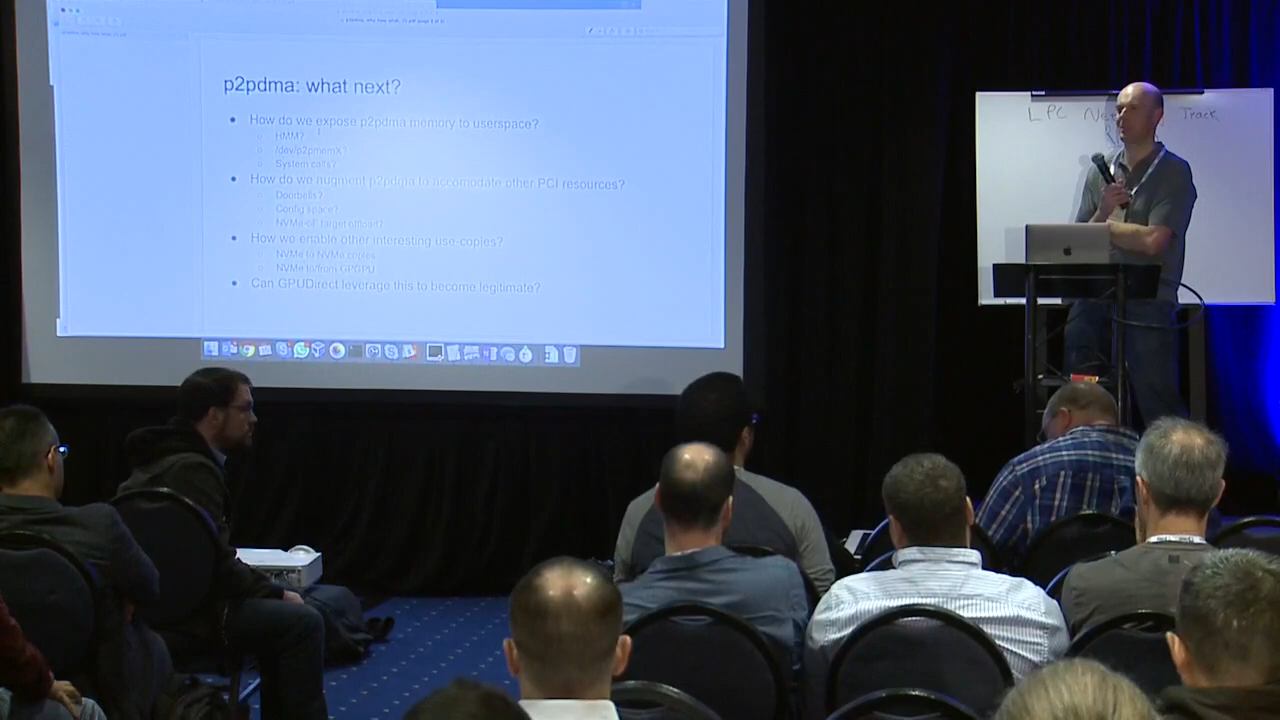 p2pdma: what next?
How do we expose p2pdma memory to userspace?
HMM?
/dev/p2pmemX?
System calls?
How do we augment p2pdma to accomodate other PCI resources?
Doorbells?
Config space?
NVMe-oF target offload?
How we enable other interesting use-copies?
NVMe to NVMe copies
NVMe to/from GPGPU
Can GPUDirect leverage this to become legitimate?
LPC
Track